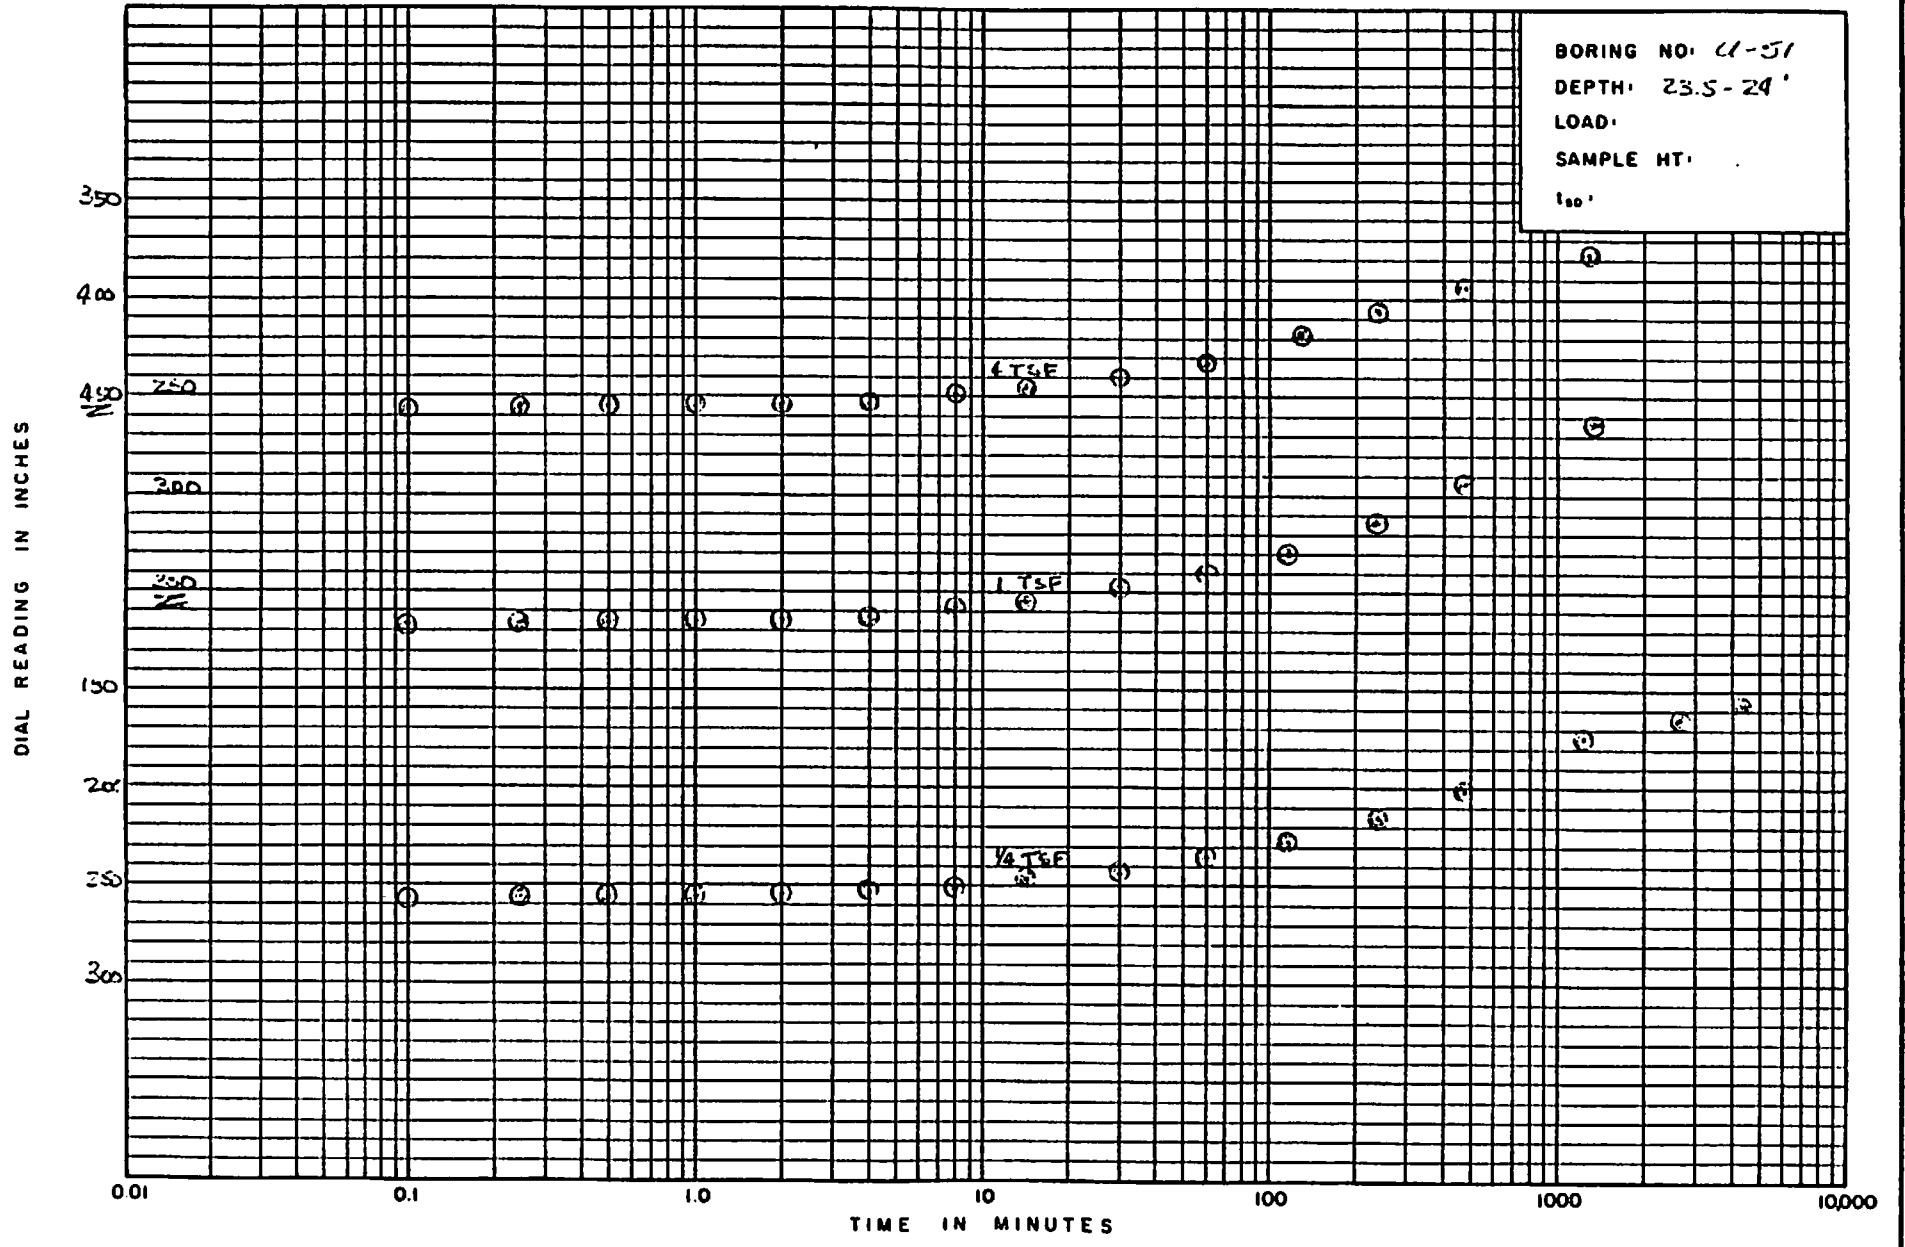 BORING NO: U-51
DEPTH: 23.5-24'
LOAD:
SAMPLE HT:
350
400
450
250
200
150
200
250
300
4 TSF
1 TSF
1/4 TSF
DIAL READING IN INCHES
0.01 0.1 1.0 10 100 1000 10,000
TIME IN MINUTES